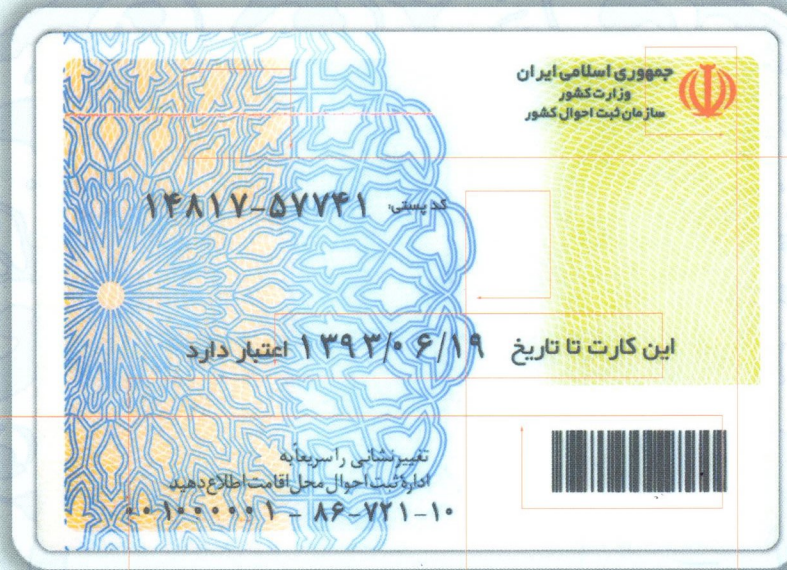 جمهوری اسلامی ایران
وزارت کشور
سازمان ثبت احوال کشور
کد پستی: ۱۴۸۱۷-۵۷۷۴۱
این کارت تا تاریخ ۱۳۹۳/۰۶/۱۹ اعتبار دارد
تغییر نشانی را سریعاً به
ادارهٔ ثبت احوال محل اقامت اطلاع دهید
۰۰۱۰۰۰۰۰۰۱ - ۸۶-۷۲۱-۱۰